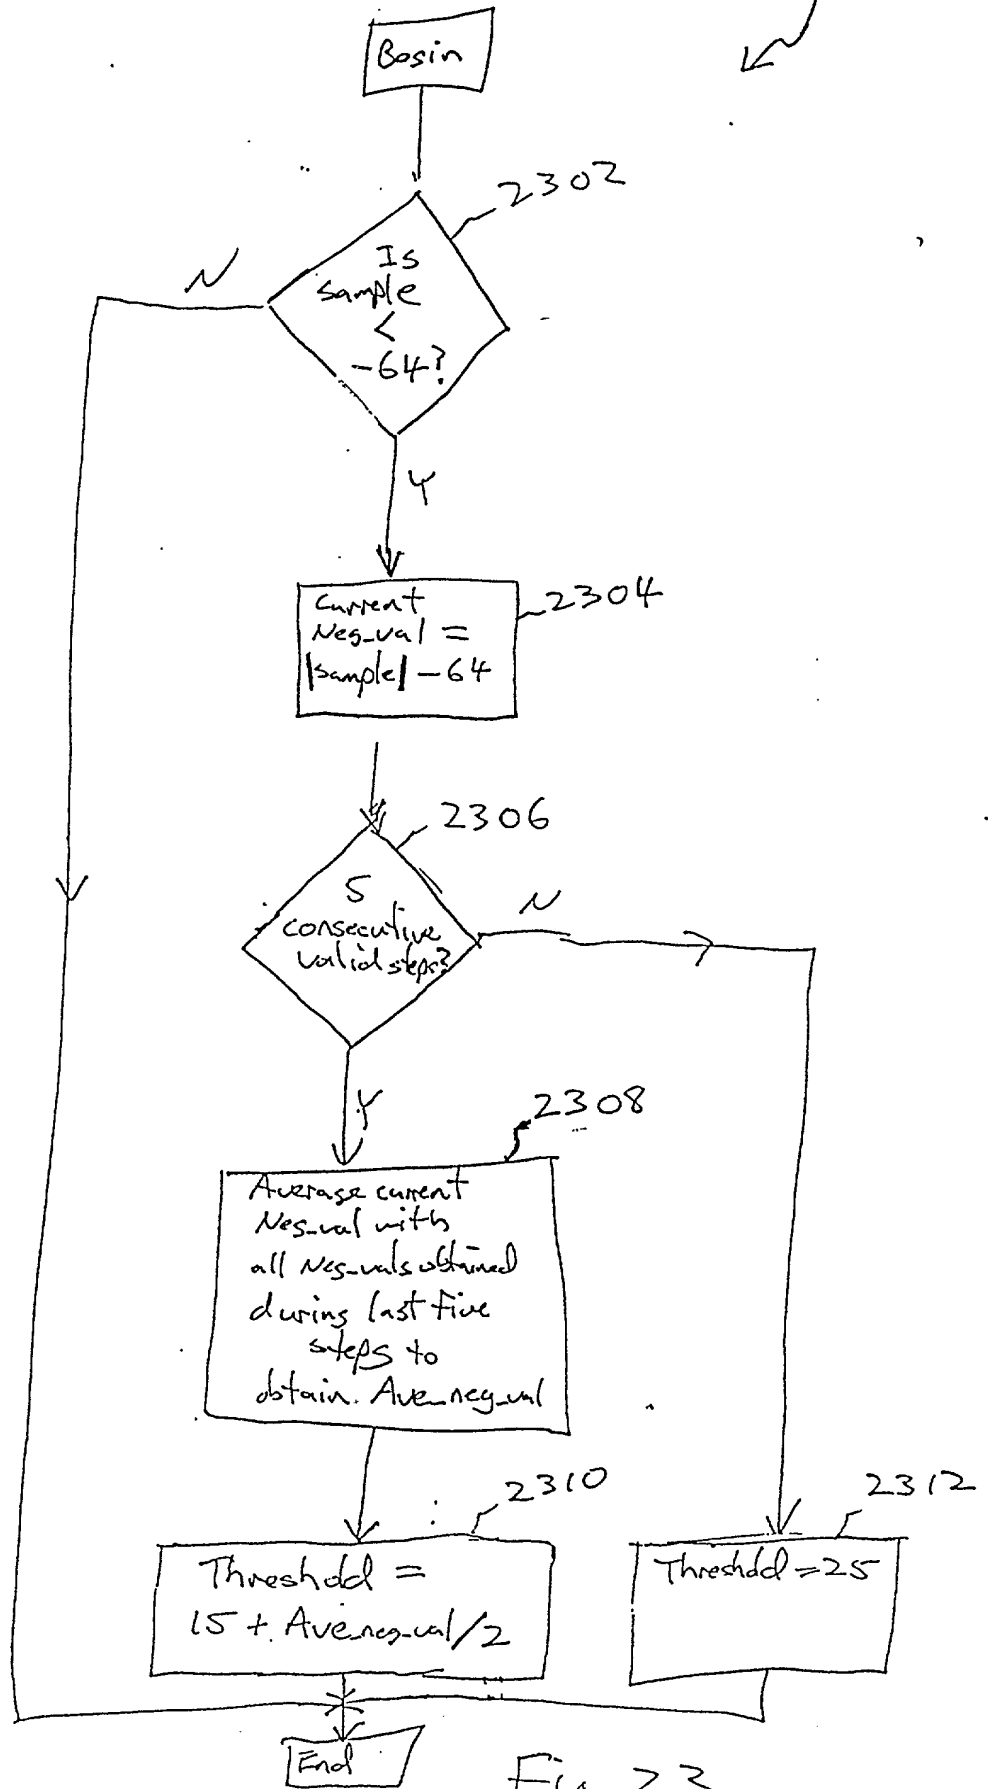 Begin
2302
N
Is
sample
<
-64?
Y
2304
Current
Neg_val =
|sample| -64
2306
5
consecutive
valid steps?
N
Y
2308
Average current
Neg_val with
all Neg_vals obtained
during last five
steps to
obtain. Ave_neg_val
2310
Threshold =
15 + Ave_neg_val/2
2312
Threshold = 25
End
Fig 23